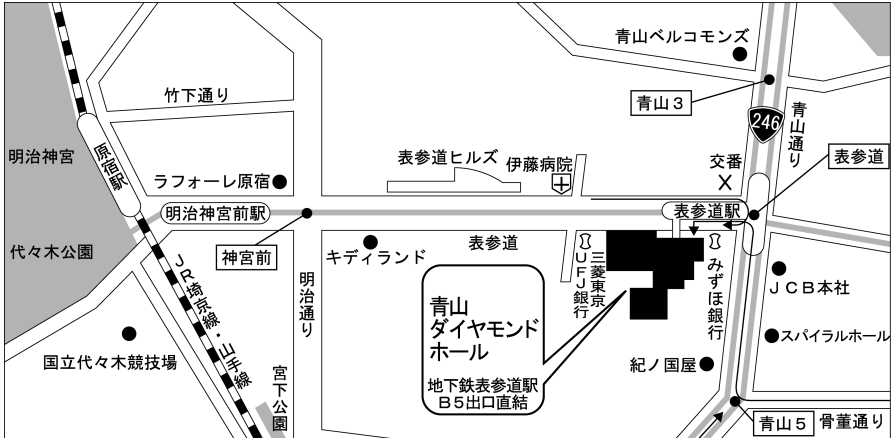 青山ベルコモンズ
竹下通り
青山3
246
青山通り
明治神宮
原宿駅
ラフォーレ原宿
表参道ヒルズ
伊藤病院
交番
表参道
明治神宮前駅
表参道駅
代々木公園
神宮前
キディランド
表参道
三菱東京
UFJ銀行
みずほ銀行
JCB本社
JR埼京線・山手線
明治通り
青山
ダイヤモンド
ホール
地下鉄表参道駅
B5出口直結
スパイラルホール
国立代々木競技場
宮下公園
紀ノ国屋
青山5
骨董通り